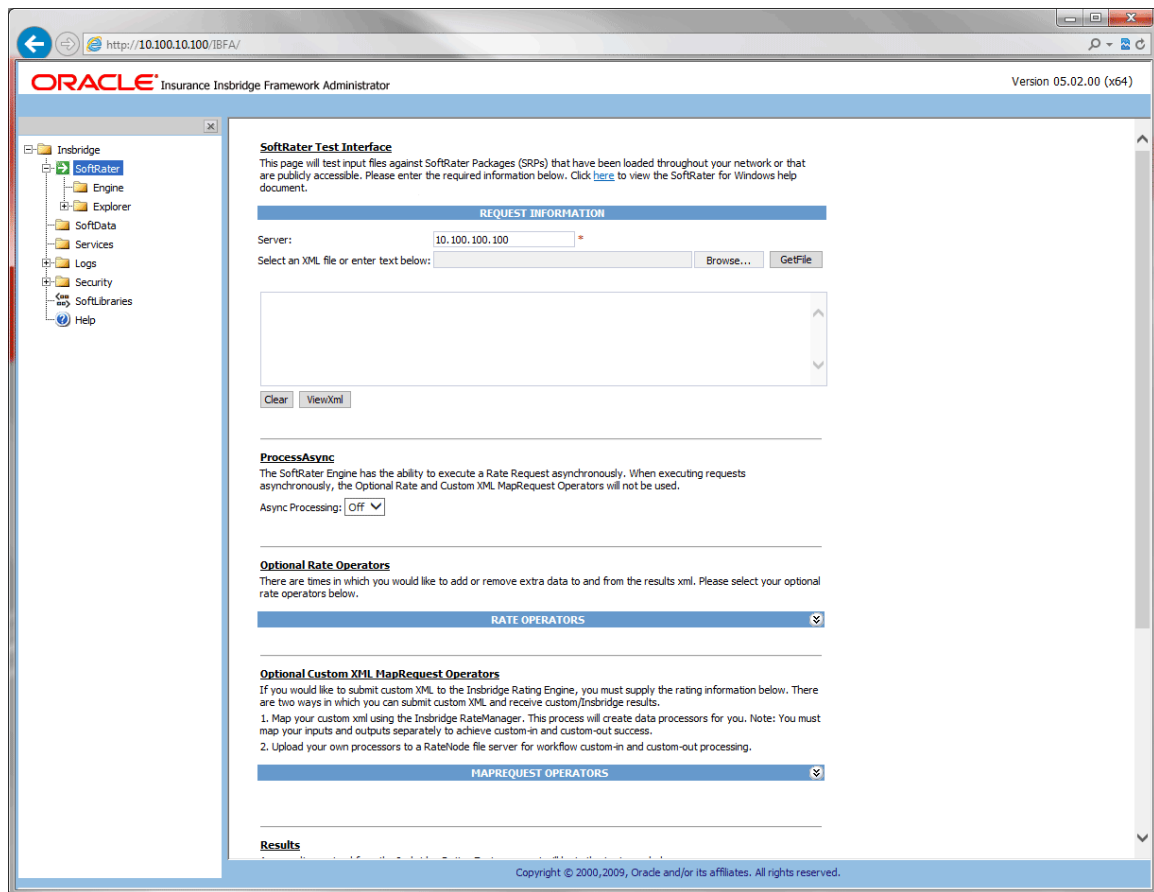 http://10.100.10.100/IBFA/
ORACLE Insurance Insbridge Framework Administrator
Version 05.02.00 (x64)
Insbridge
SoftRater
Engine
Explorer
SoftData
Services
Logs
Security
SoftLibraries
Help
SoftRater Test Interface
This page will test input files against SoftRater Packages (SRPs) that have been loaded throughout your network or that
are publicly accessible. Please enter the required information below. Click here to view the SoftRater for Windows help
document.
REQUEST INFORMATION
Server: 10.100.100.100 *
Select an XML file or enter text below: Browse... GetFile
Clear ViewXml
ProcessAsync
The SoftRater Engine has the ability to execute a Rate Request asynchronously. When executing requests
asynchronously, the Optional Rate and Custom XML MapRequest Operators will not be used.
Async Processing: Off
Optional Rate Operators
There are times in which you would like to add or remove extra data to and from the results xml. Please select your optional
rate operators below.
RATE OPERATORS
Optional Custom XML MapRequest Operators
If you would like to submit custom XML to the Insbridge Rating Engine, you must supply the rating information below. There
are two ways in which you can submit custom XML and receive custom/Insbridge results.
1. Map your custom xml using the Insbridge RateManager. This process will create data processors for you. Note: You must
map your inputs and outputs separately to achieve custom-in and custom-out success.
2. Upload your own processors to a RateNode file server for workflow custom-in and custom-out processing.
MAPREQUEST OPERATORS
Results
Copyright © 2000,2009, Oracle and/or its affiliates. All rights reserved.